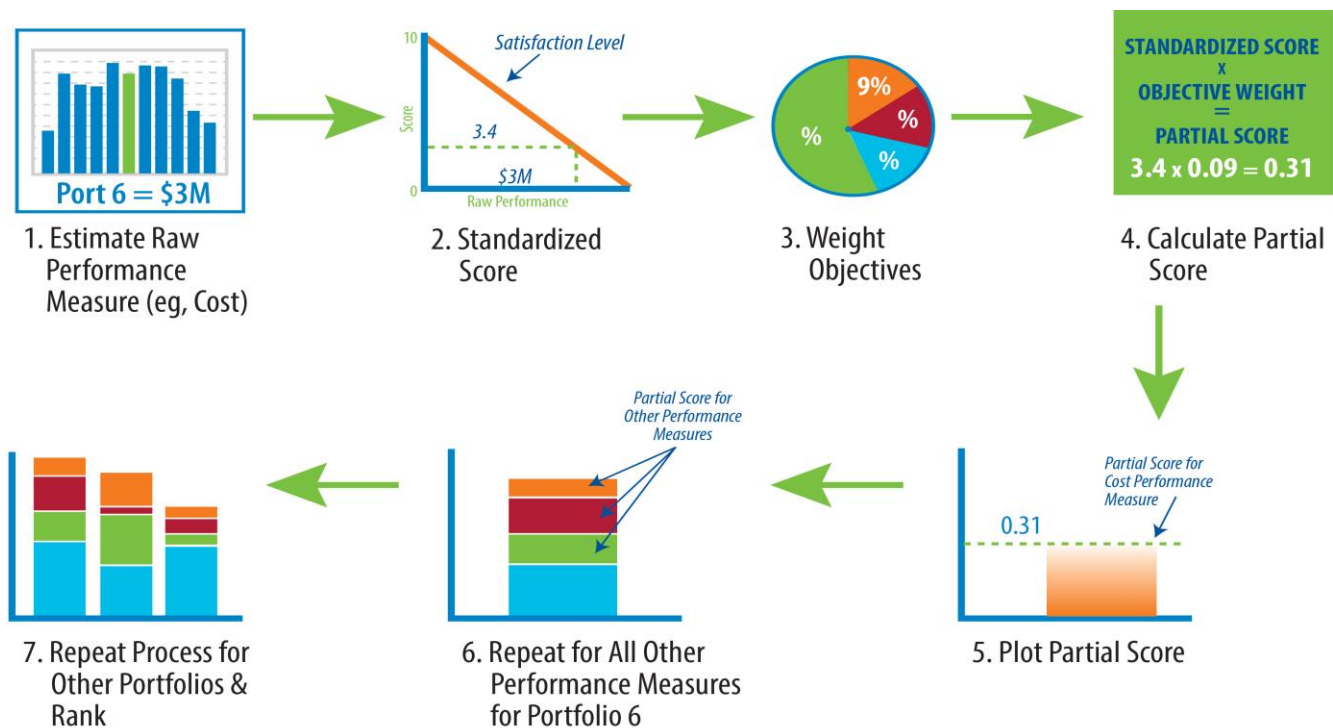 Port 6 = $3M
1. Estimate Raw
Performance
Measure (eg, Cost)
10
Satisfaction Level
Score
3.4
$3M
0
Raw Performance
2. Standardized
Score
9%
%
%
%
3. Weight
Objectives
STANDARDIZED SCORE
x
OBJECTIVE WEIGHT
=
PARTIAL SCORE
3.4 x 0.09 = 0.31
4. Calculate Partial
Score
Partial Score for
Cost Performance
Measure
0.31
5. Plot Partial Score
Partial Score for
Other Performance
Measures
6. Repeat for All Other
Performance Measures
for Portfolio 6
7. Repeat Process for
Other Portfolios &
Rank